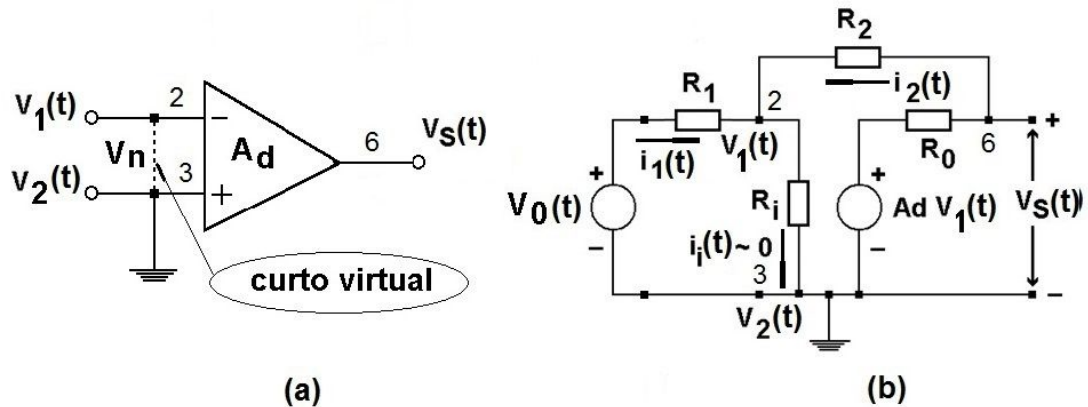 V1(t)
2
−
Vn
Ad
6
VS(t)
3
V2(t)
+
curto virtual
(a)
R2
i2(t)
R1
2
i1(t)
V1(t)
R0
6
+
+
+
V0(t)
Ri
Ad V1(t)
VS(t)
−
ii(t)~ 0
−
3
−
V2(t)
(b)